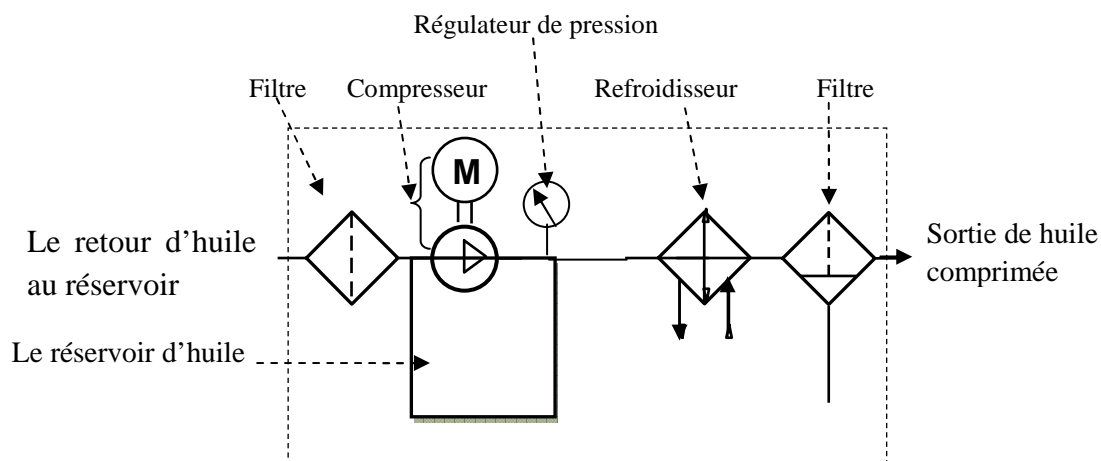 Régulateur de pression
Filtre
Compresseur
Refroidisseur
Filtre
M
Le retour d’huile
au réservoir
Sortie de huile
comprimée
Le réservoir d’huile